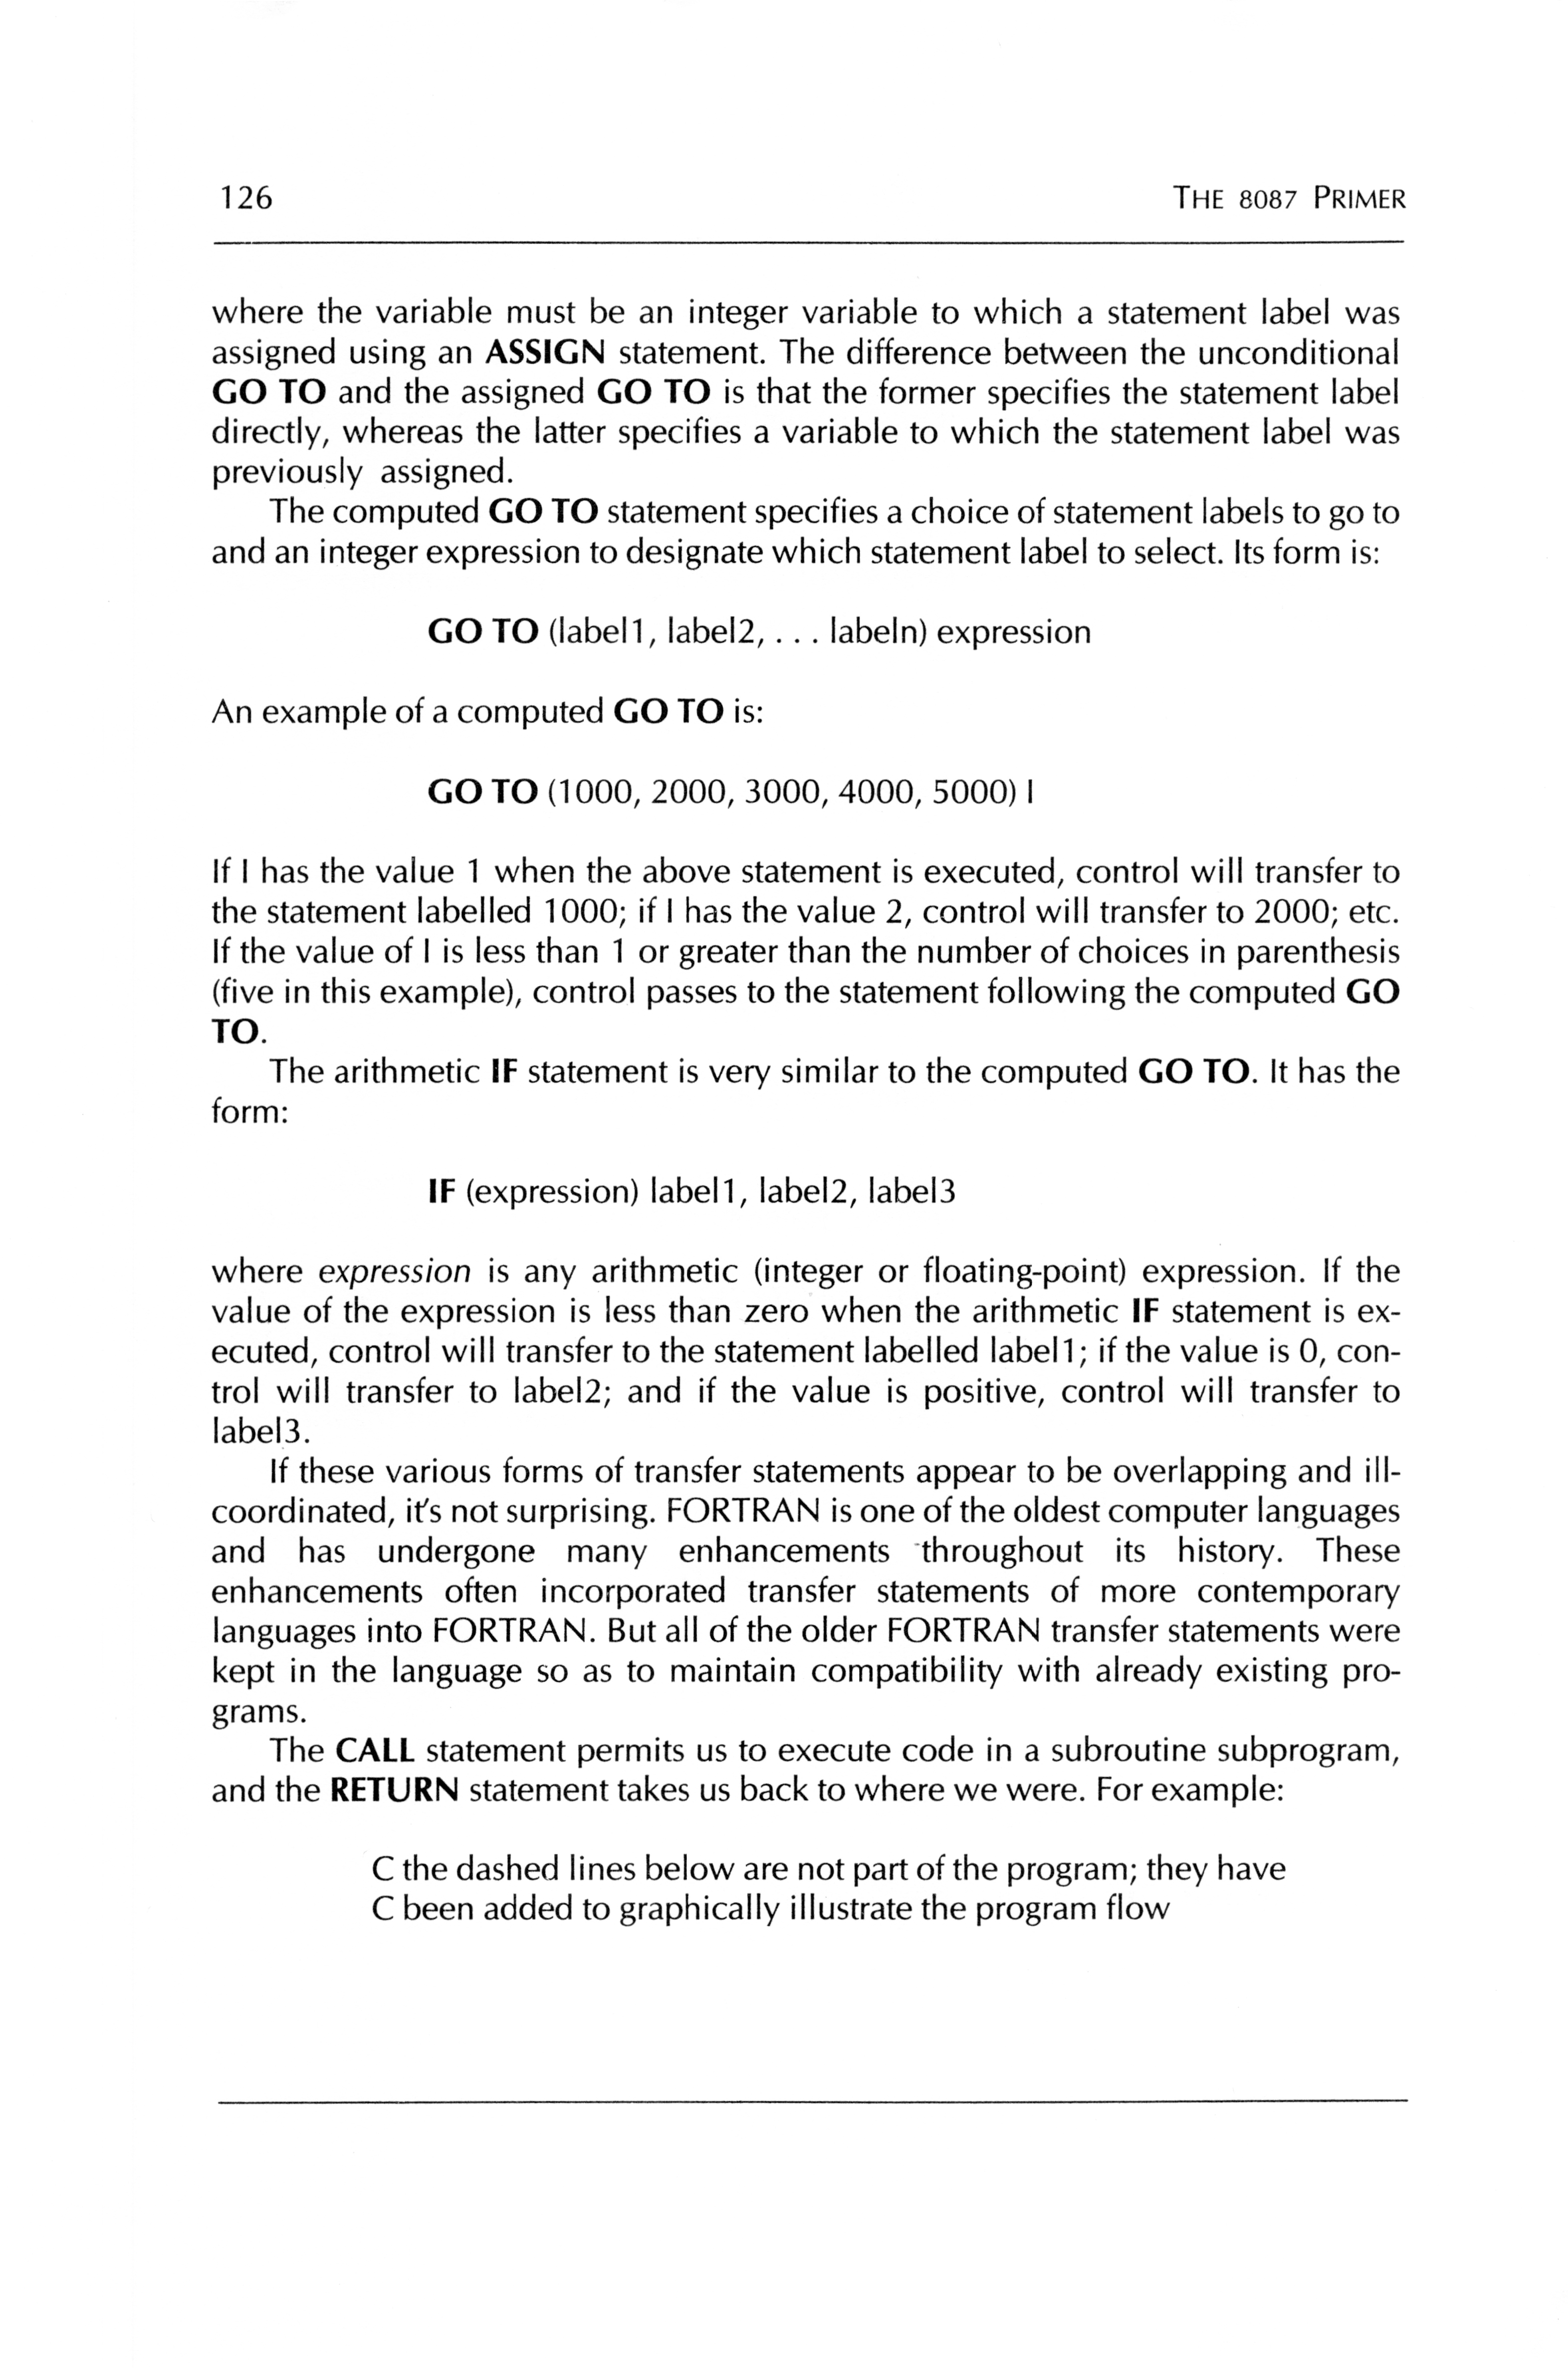 126 THE 8087 PRIMER
where the variable must be an integer variable to which a statement label was
assigned using an ASSIGN statement. The difference between the unconditional
GO TO and the assigned GO TO is that the former specifies the statement label
directly, whereas the latter specifies a variable to which the statement label was
previously assigned.
The computed GO TO statement specifies a choice of statement labels to go to
and an integer expression to designate which statement label to select. Its form is:
GO TO (label1, label2, . . . labeln) expression
An example of a computed GO TO is:
GO TO (1000, 2000, 3000, 4000, 5000) I
If I has the value 1 when the above statement is executed, control will transfer to
the statement labelled 1000; if I has the value 2, control will transfer to 2000; etc.
If the value of I is less than 1 or greater than the number of choices in parenthesis
(five in this example), control passes to the statement following the computed GO
TO.
The arithmetic IF statement is very similar to the computed GO TO. It has the
form:
IF (expression) label1, label2, label3
where expression is any arithmetic (integer or floating-point) expression. If the
value of the expression is less than zero when the arithmetic IF statement is ex-
ecuted, control will transfer to the statement labelled label1; if the value is 0, con-
trol will transfer to label2; and if the value is positive, control will transfer to
label3.
If these various forms of transfer statements appear to be overlapping and ill-
coordinated, it's not surprising. FORTRAN is one of the oldest computer languages
and has undergone many enhancements throughout its history. These
enhancements often incorporated transfer statements of more contemporary
languages into FORTRAN. But all of the older FORTRAN transfer statements were
kept in the language so as to maintain compatibility with already existing pro-
grams.
The CALL statement permits us to execute code in a subroutine subprogram,
and the RETURN statement takes us back to where we were. For example:
C the dashed lines below are not part of the program; they have
C been added to graphically illustrate the program flow